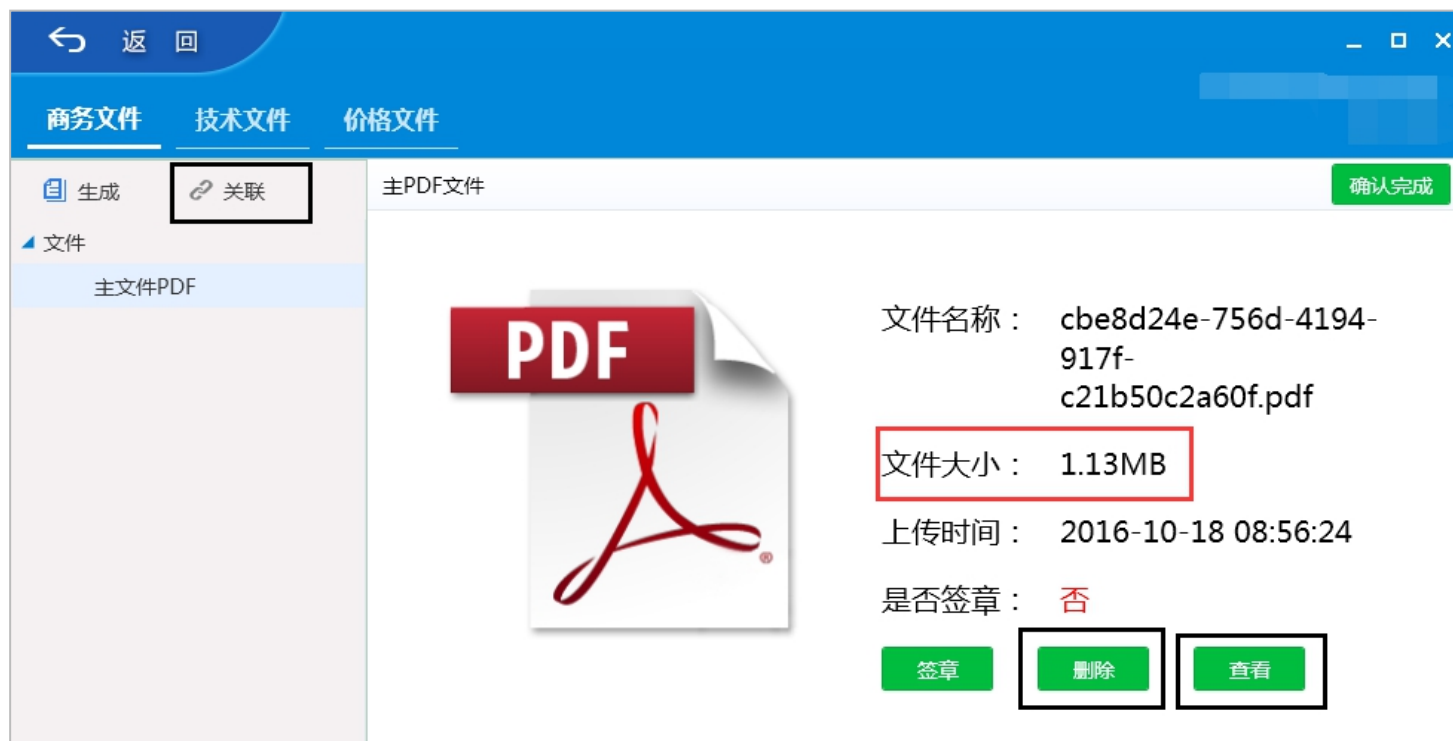 返 回
商务文件 技术文件 价格文件
生成 关联 主PDF文件 确认完成
文件
主文件PDF
PDF
文件名称： cbe8d24e-756d-4194-
917f-
c21b50c2a60f.pdf
文件大小： 1.13MB
上传时间： 2016-10-18 08:56:24
是否签章： 否
签章 删除 查看